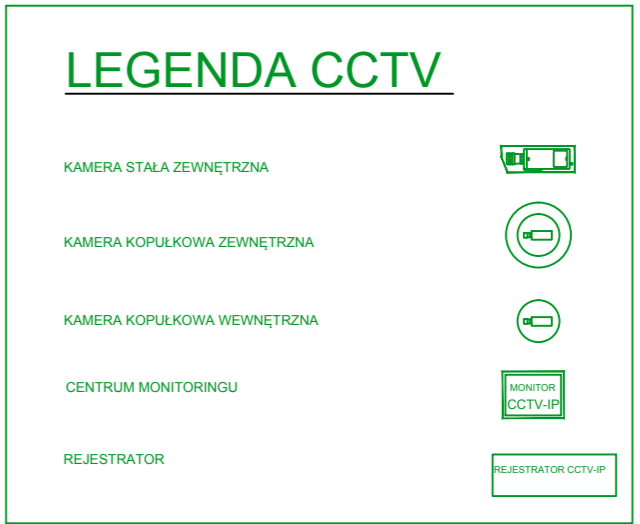 LEGENDA CCTV
KAMERA STAŁA ZEWNĘTRZNA
KAMERA KOPUŁKOWA ZEWNĘTRZNA
KAMERA KOPUŁKOWA WEWNĘTRZNA
CENTRUM MONITORINGU
MONITOR
CCTV-IP
REJESTRATOR
REJESTRATOR CCTV-IP